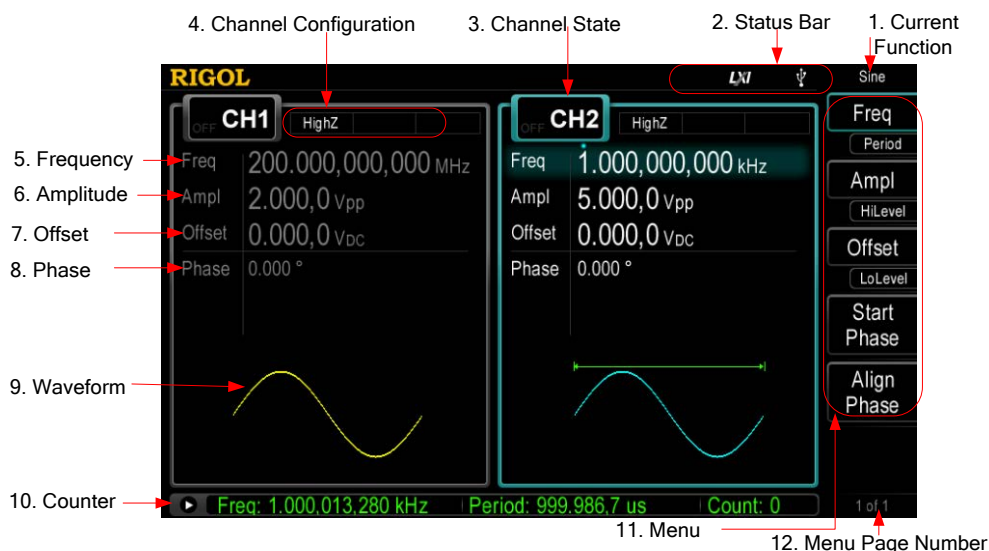 4. Channel Configuration
3. Channel State
2. Status Bar
1. Current
Function
RIGOL
LXI
Sine
OFF CH1
HighZ
OFF CH2
HighZ
Freq
Period
5. Frequency
Freq 200.000,000,000 MHz
Freq 1.000,000,000 kHz
6. Amplitude
Ampl 2.000,0 Vpp
Ampl 5.000,0 Vpp
Ampl
HiLevel
7. Offset
Offset 0.000,0 VDC
Offset 0.000,0 VDC
Offset
LoLevel
8. Phase
Phase 0.000 °
Phase 0.000 °
Start
Phase
9. Waveform
Align
Phase
10. Counter
Freq: 1.000,013,280 kHz Period: 999.986,7 us Count: 0
1 of 1
11. Menu
12. Menu Page Number